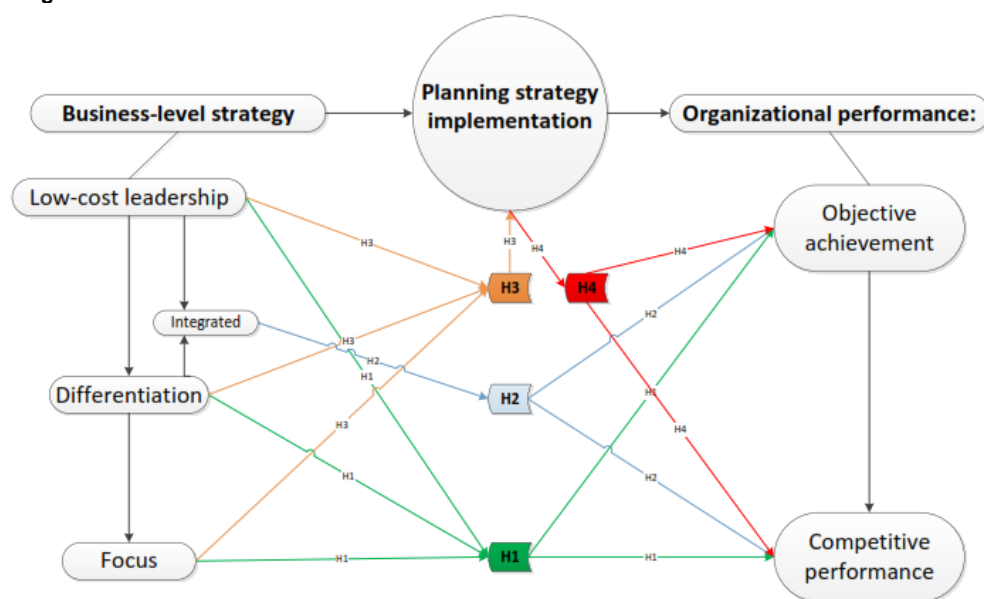 Planning strategy
implementation
Business-level strategy
Organizational performance:
Low-cost leadership
Objective
achievement
H3
H3
H4
H4
H3
H4
Integrated
H2
H3
H2
H1
Differentiation
H2
H1
H3
H4
H1
H2
H1
H1
H1
Focus
Competitive
performance